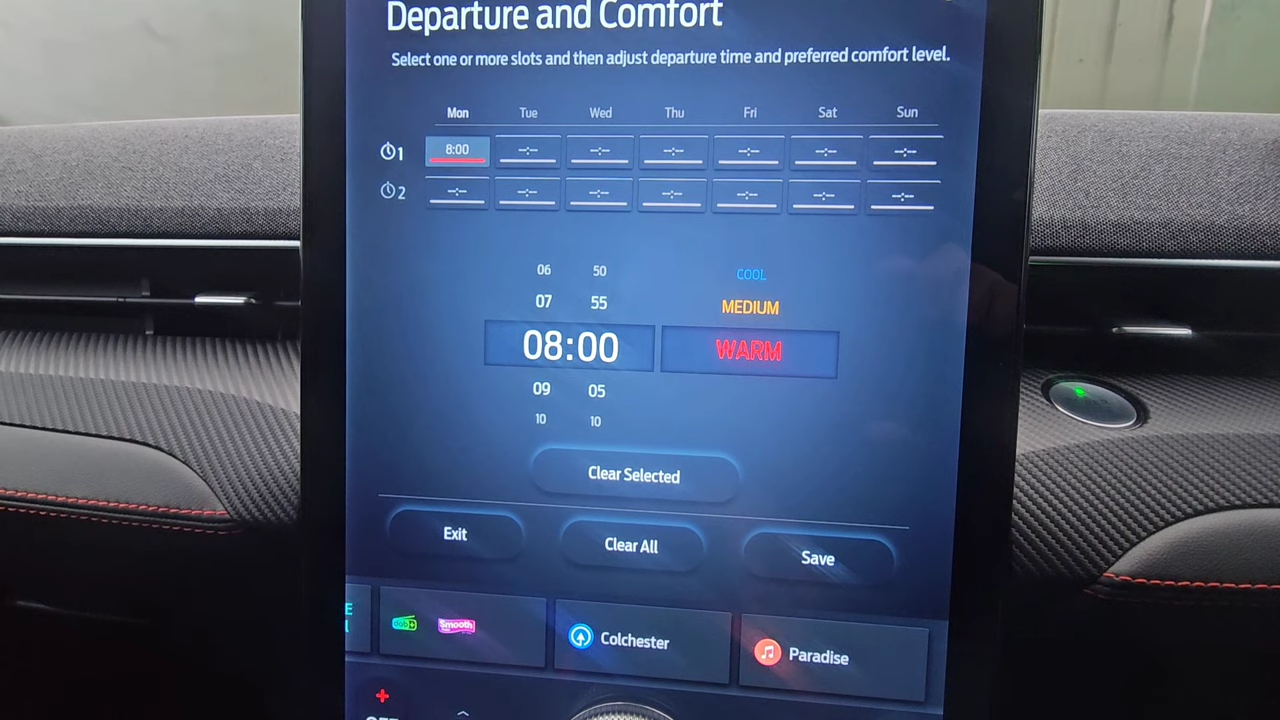 Departure and Comfort
Select one or more slots and then adjust departure time and preferred comfort level.
Mon Tue Wed Thu Fri Sat Sun
1 8:00 --:-- --:-- --:-- --:-- --:-- --:--
2 --:-- --:-- --:-- --:-- --:-- --:-- --:--
06 50 COOL
07 55 MEDIUM
08:00 WARM
09 05
10 10
Clear Selected
Exit Clear All Save
dab+ Smooth Colchester Paradise